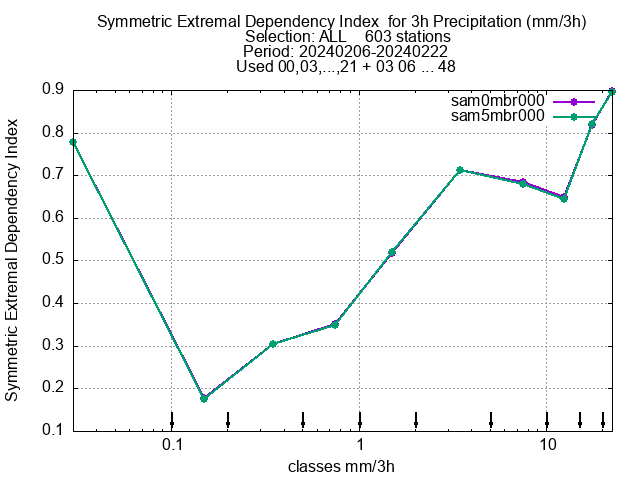 Symmetric Extremal Dependency Index  for 3h Precipitation (mm/3h)
Selection: ALL    603 stations
Period: 20240206-20240222
Used 00,03,...,21 + 03 06 ... 48
sam0mbr000
sam5mbr000
Symmetric Extremal Dependency Index
0.9
0.8
0.7
0.6
0.5
0.4
0.3
0.2
0.1
0.1 1 10
classes mm/3h